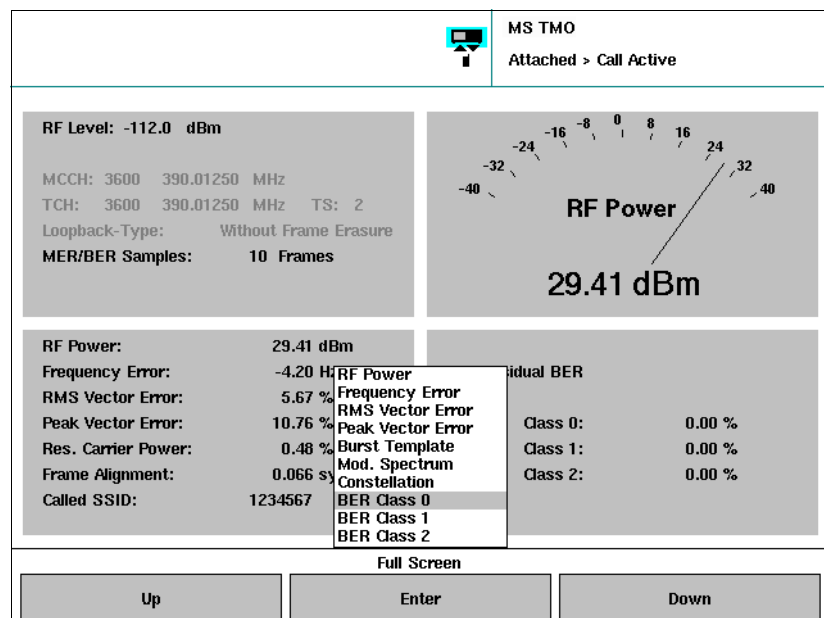 MS TMO
Attached > Call Active
RF Level: -112.0 dBm
MCCH: 3600 390.01250 MHz
TCH: 3600 390.01250 MHz TS: 2
Loopback-Type: Without Frame Erasure
MER/BER Samples: 10 Frames
-40 -32 -24 -16 -8 0 8 16 24 32 40
RF Power
29.41 dBm
RF Power: 29.41 dBm
Frequency Error: -4.20
RMS Vector Error: 5.67 %
Peak Vector Error: 10.76 %
Res. Carrier Power: 0.48 %
Frame Alignment: 0.066
Called SSID: 1234567
RF Power
Frequency Error
RMS Vector Error
Peak Vector Error
Burst Template
Mod. Spectrum
Constellation
BER Class 0
BER Class 1
BER Class 2
BER
Class 0: 0.00 %
Class 1: 0.00 %
Class 2: 0.00 %
Full Screen
Up Enter Down